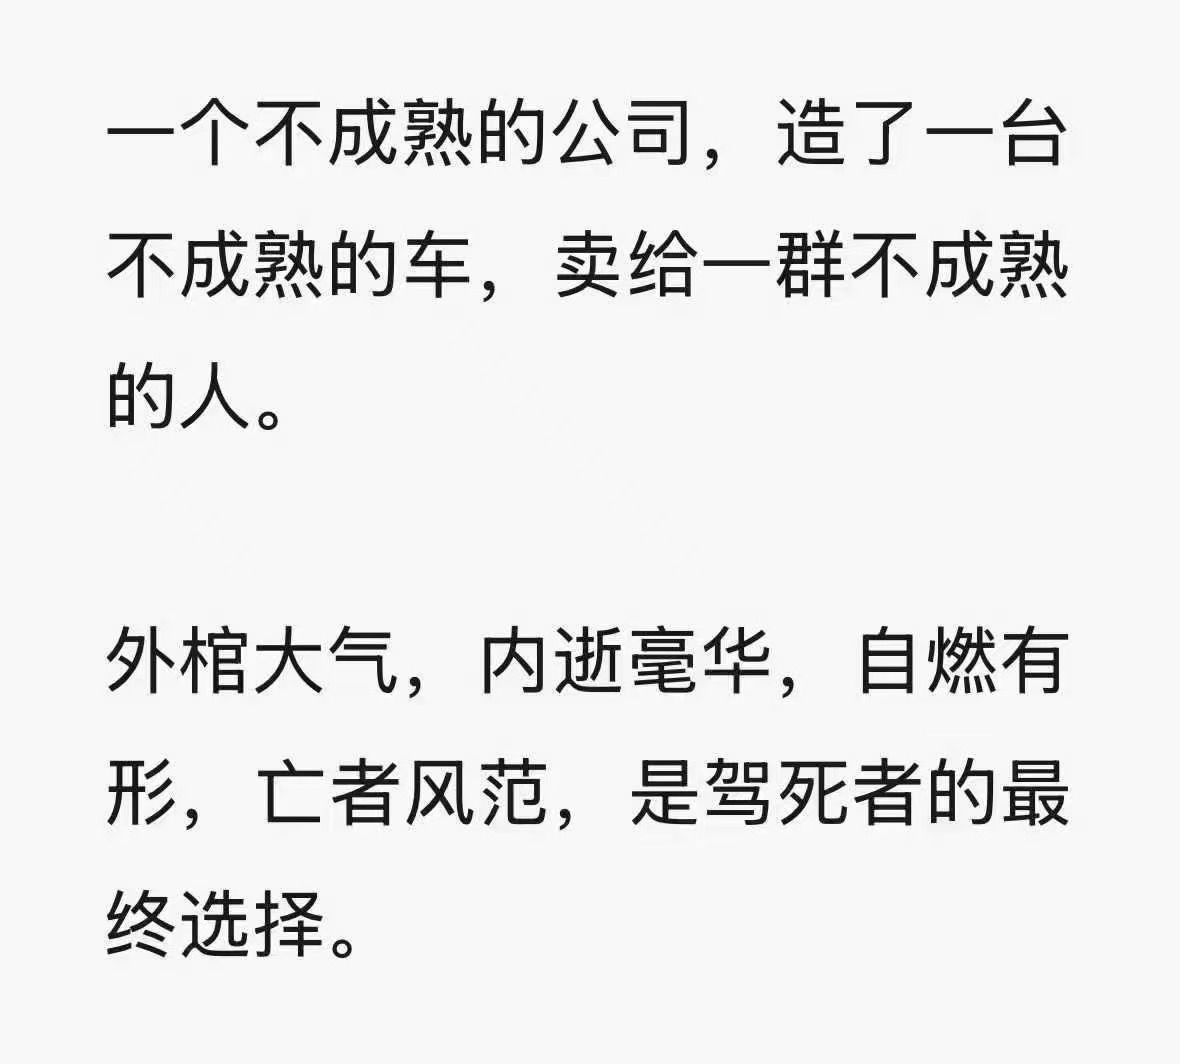 一个不成熟的公司，造了一台
不成熟的车，卖给一群不成熟
的人。
外棺大气，内逝毫华，自燃有
形，亡者风范，是驾死者的最
终选择。